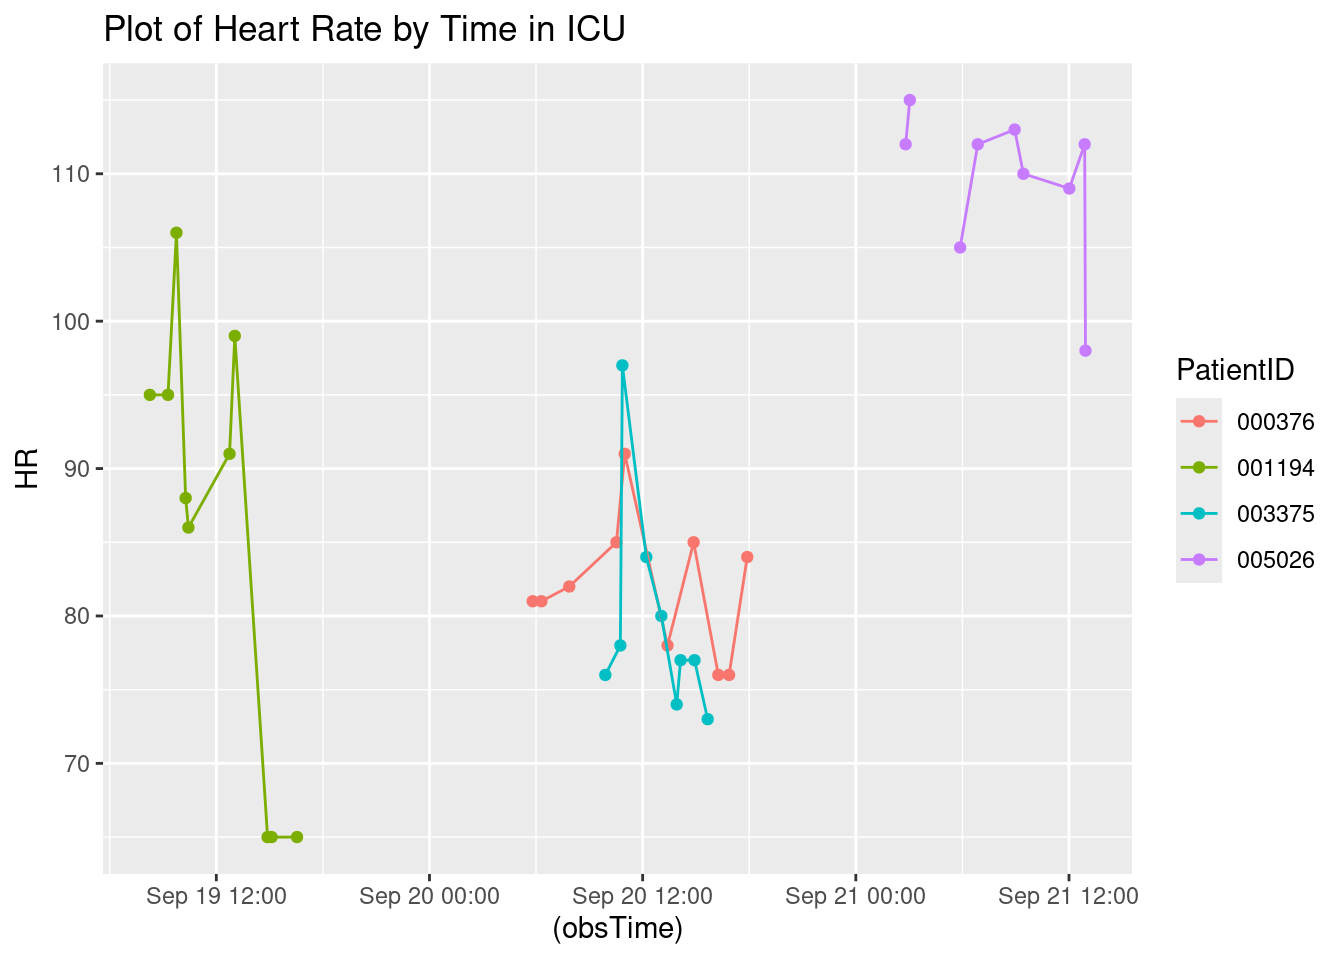 Plot of Heart Rate by Time in ICU
HR
110
100
90
80
70
Sep 19 12:00
Sep 20 00:00
Sep 20 12:00
Sep 21 00:00
Sep 21 12:00
(obsTime)
PatientID
000376
001194
003375
005026